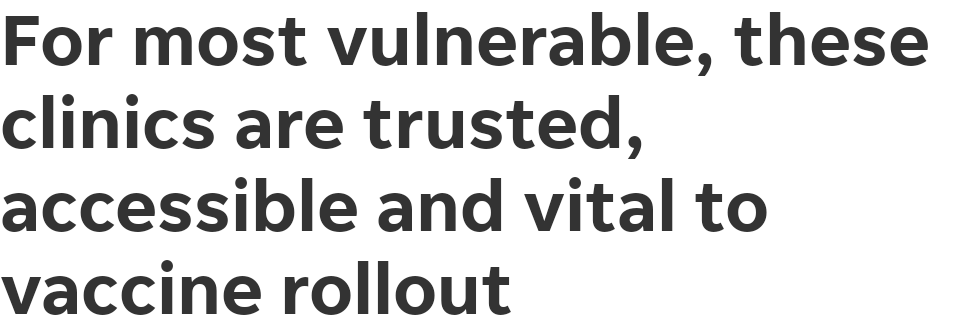 For most vulnerable, these
clinics are trusted,
accessible and vital to
vaccine rollout